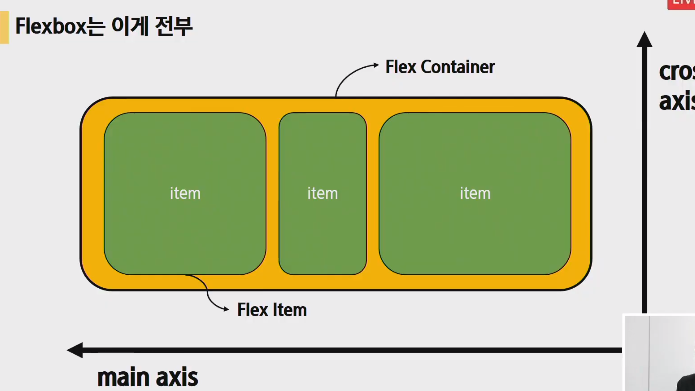 LIVE
Flexbox는 이게 전부
Flex Container
cros
axis
item
item
item
Flex Item
main axis